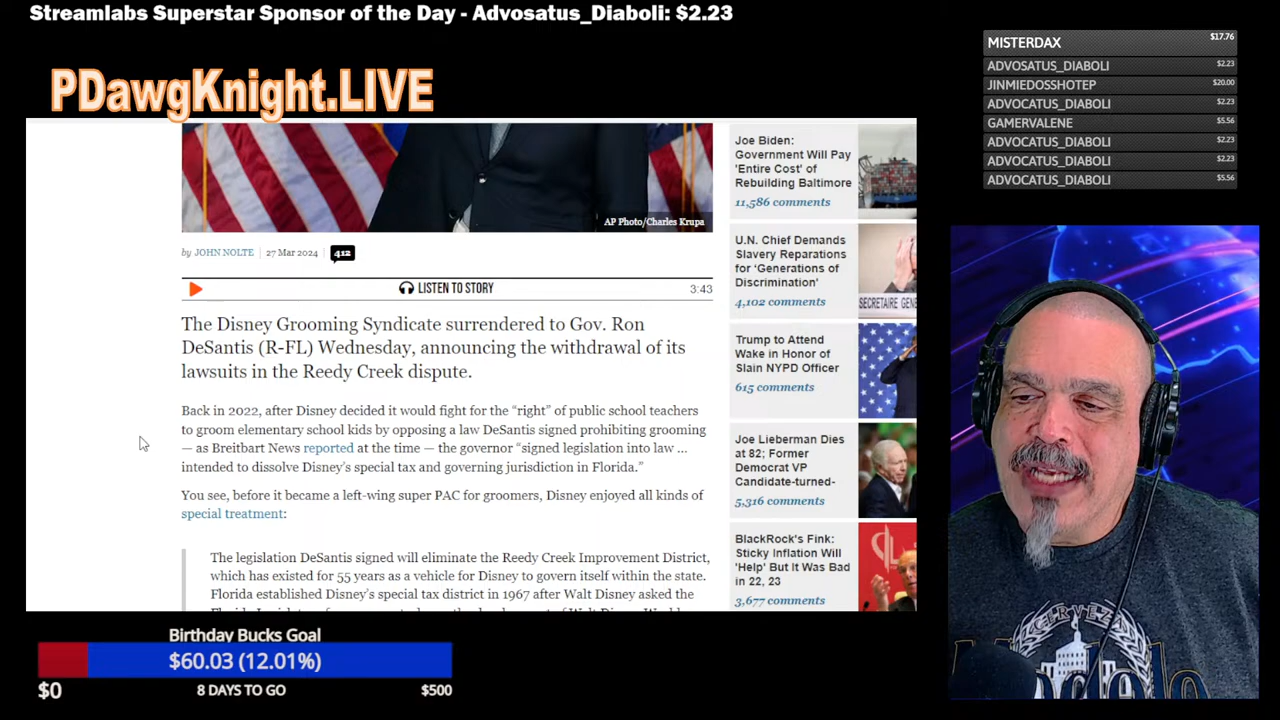 Streamlabs Superstar Sponsor of the Day - Advosatus_Diaboli: $2.23
PDawgKnight.LIVE
MISTERDAX $17.76
ADVOSATUS_DIABOLI $2.23
JINMIEDOSSHOTEP $20.00
ADVOCATUS_DIABOLI $2.23
GAMERVALENE $5.56
ADVOCATUS_DIABOLI $2.23
ADVOCATUS_DIABOLI $2.23
ADVOCATUS_DIABOLI $5.56
AP Photo/Charles Krupa
by JOHN NOLTE | 27 Mar 2024 | 412
LISTEN TO STORY 3:43
The Disney Grooming Syndicate surrendered to Gov. Ron
DeSantis (R-FL) Wednesday, announcing the withdrawal of its
lawsuits in the Reedy Creek dispute.
Back in 2022, after Disney decided it would fight for the “right” of public school teachers
to groom elementary school kids by opposing a law DeSantis signed prohibiting grooming
— as Breitbart News reported at the time — the governor “signed legislation into law ...
intended to dissolve Disney’s special tax and governing jurisdiction in Florida.”
You see, before it became a left-wing super PAC for groomers, Disney enjoyed all kinds of
special treatment:
The legislation DeSantis signed will eliminate the Reedy Creek Improvement District,
which has existed for 55 years as a vehicle for Disney to govern itself within the state.
Florida established Disney’s special tax district in 1967 after Walt Disney asked the
Joe Biden:
Government Will Pay
'Entire Cost' of
Rebuilding Baltimore
11,586 comments
U.N. Chief Demands
Slavery Reparations
for ‘Generations of
Discrimination’
4,102 comments
SECRETAIRE GENE
Trump to Attend
Wake in Honor of
Slain NYPD Officer
615 comments
Joe Lieberman Dies
at 82; Former
Democrat VP
Candidate-turned-
5,316 comments
BlackRock's Fink:
Sticky Inflation Will
'Help' But It Was Bad
in 22, 23
3,677 comments
Birthday Bucks Goal
$60.03 (12.01%)
$0 8 DAYS TO GO $500
CERVEZA
Modelo